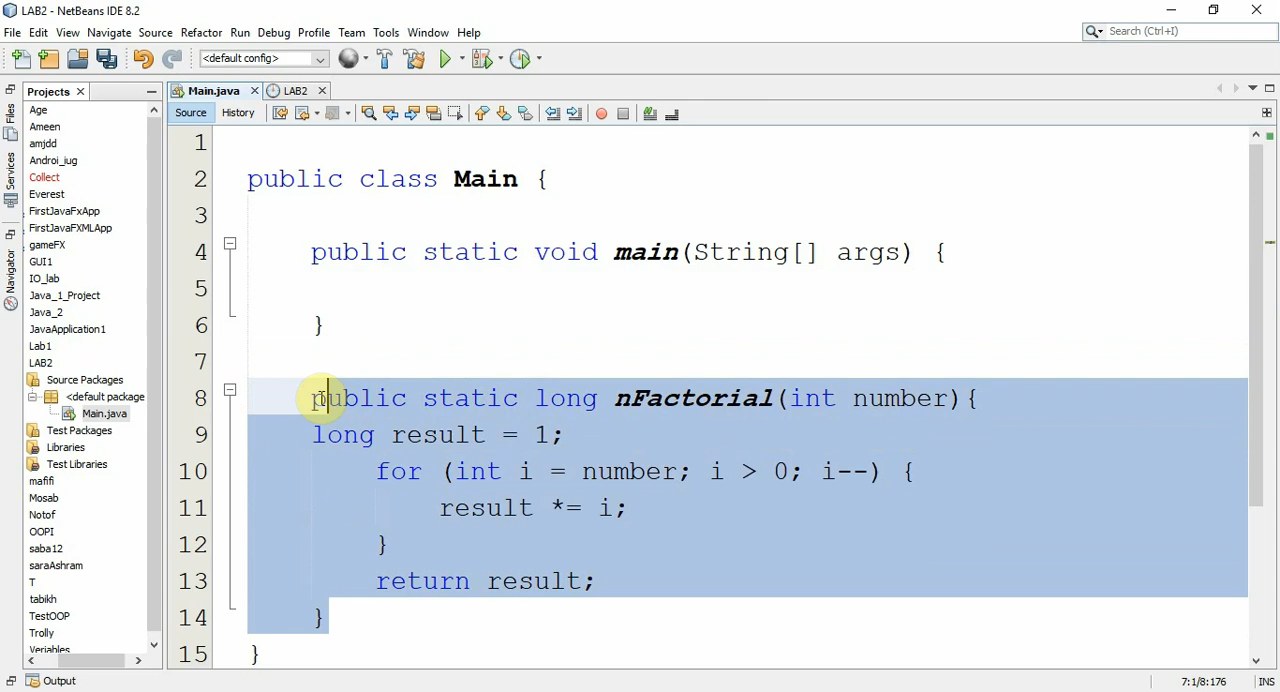 LAB2 - NetBeans IDE 8.2
File Edit View Navigate Source Refactor Run Debug Profile Team Tools Window Help
Search (Ctrl+I)
<default config>
Projects
Main.java
LAB2
Source
History
Files
Services
Navigator
Age
Ameen
amjdd
Androi_iug
Collect
Everest
FirstJavaFxApp
FirstJavaFXMLApp
gameFX
GUI1
IO_lab
Java_1_Project
Java_2
JavaApplication1
Lab1
LAB2
Source Packages
<default package
Main.java
Test Packages
Libraries
Test Libraries
mafifi
Mosab
Notof
OOPI
saba12
saraAshram
T
tabikh
TestOOP
Trolly
Veriables
1
2 public class Main {
3
4 public static void main(String[] args) {
5
6 }
7
8 public static long nFactorial(int number){
9 long result = 1;
10 for (int i = number; i > 0; i--) {
11 result *= i;
12 }
13 return result;
14 }
15 }
Output
7:1/8:176
INS